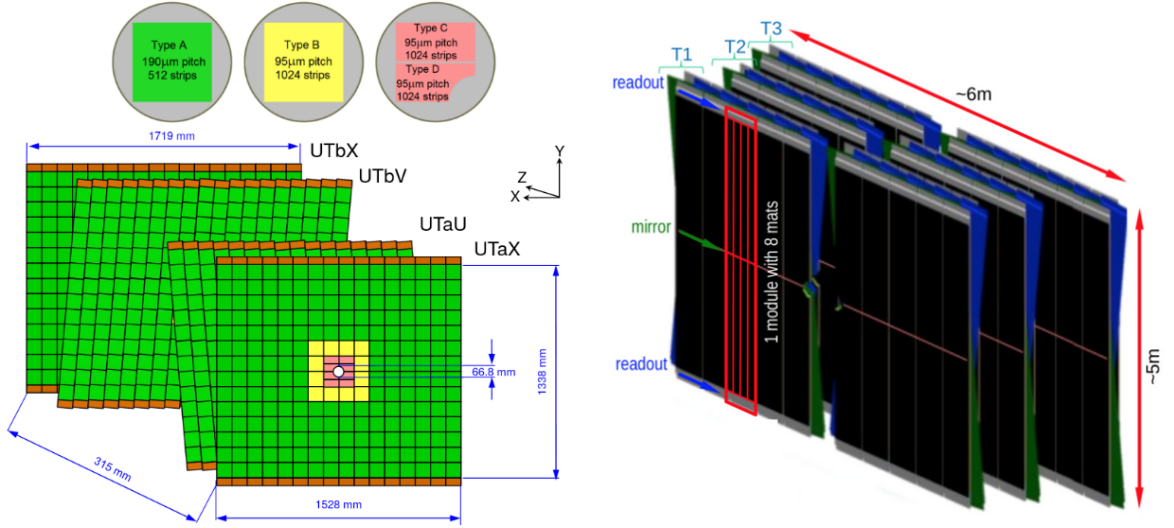 Type A
190μm pitch
512 strips
Type B
95μm pitch
1024 strips
Type C
95μm pitch
1024 strips
Type D
95μm pitch
1024 strips
1719 mm
UTbX
UTbV
UTaU
UTaX
Y
Z
X
66.8 mm
1338 mm
315 mm
1528 mm
T1
T2
T3
readout
~6m
mirror
1 module with 8 mats
readout
~5m